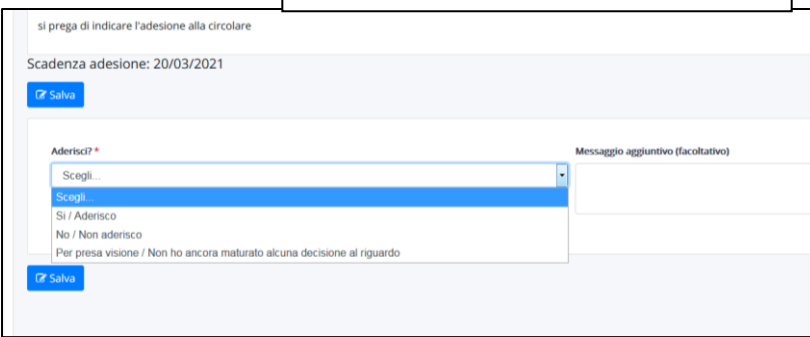 si prega di indicare l'adesione alla circolare
Scadenza adesione: 20/03/2021
Salva
Aderisci? *
Messaggio aggiuntivo (facoltativo)
Scegli...
Scegli...
Si / Aderisco
No / Non aderisco
Per presa visione / Non ho ancora maturato alcuna decisione al riguardo
Salva